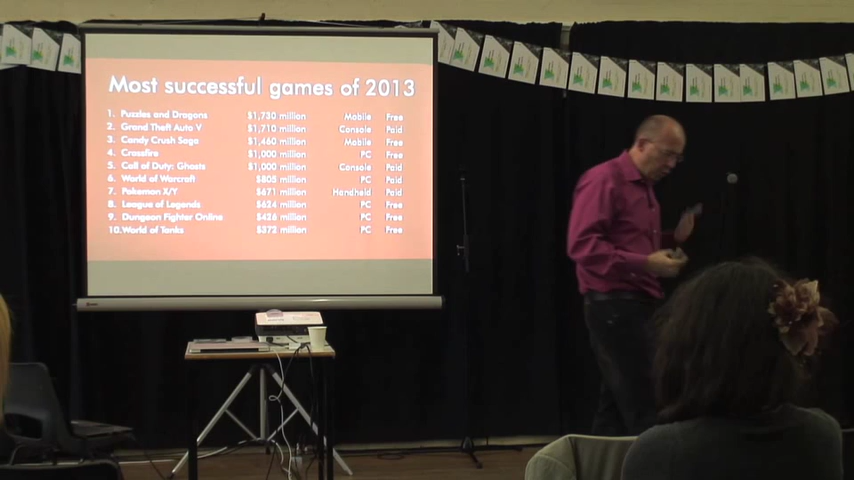 Most successful games of 2013
1. Puzzles and Dragons $1,730 million Mobile Free
2. Grand Theft Auto V $1,710 million Console Paid
3. Candy Crush Saga $1,460 million Mobile Free
4. Crossfire $1,000 million PC Free
5. Call of Duty: Ghosts $1,000 million Console Paid
6. World of Warcraft $805 million PC Paid
7. Pokemon X/Y $671 million Handheld Paid
8. League of Legends $624 million PC Free
9. Dungeon Fighter Online $426 million PC Free
10.World of Tanks $372 million PC Free